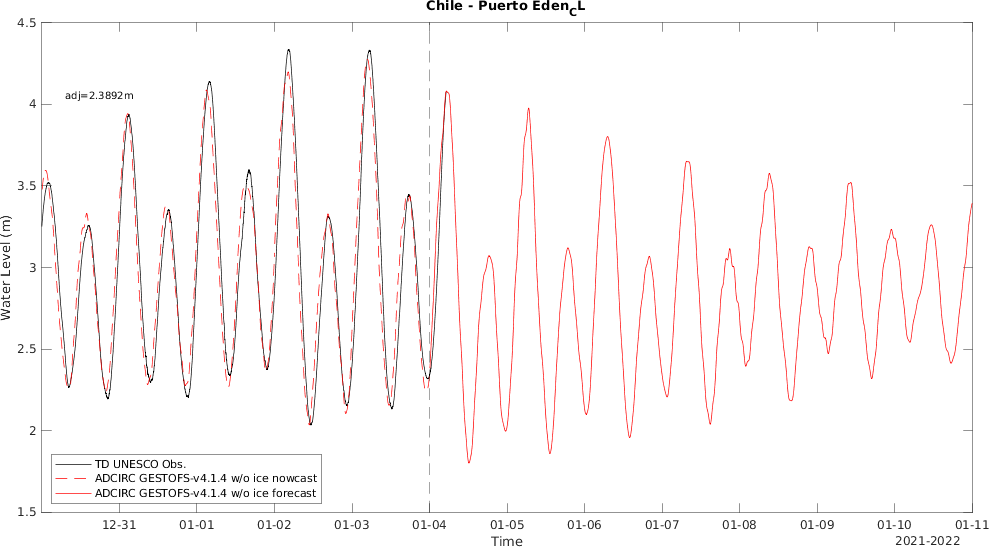 Chile - Puerto Eden_CL
4.5
4
3.5
3
2.5
2
1.5
Water Level (m)
adj=2.3892m
TD UNESCO Obs.
ADCIRC GESTOFS-v4.1.4 w/o ice nowcast
ADCIRC GESTOFS-v4.1.4 w/o ice forecast
12-31 01-01 01-02 01-03 01-04 01-05 01-06 01-07 01-08 01-09 01-10 01-11
Time
2021-2022